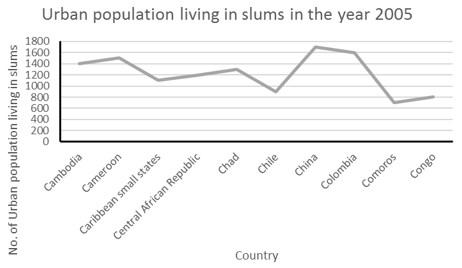 Urban population living in slums in the year 2005
No. of Urban population living in slums
1800
1600
1400
1200
1000
800
600
400
200
0
Cambodia
Cameroon
Caribbean small states
Central African Republic
Chad
Chile
China
Colombia
Comoros
Congo
Country